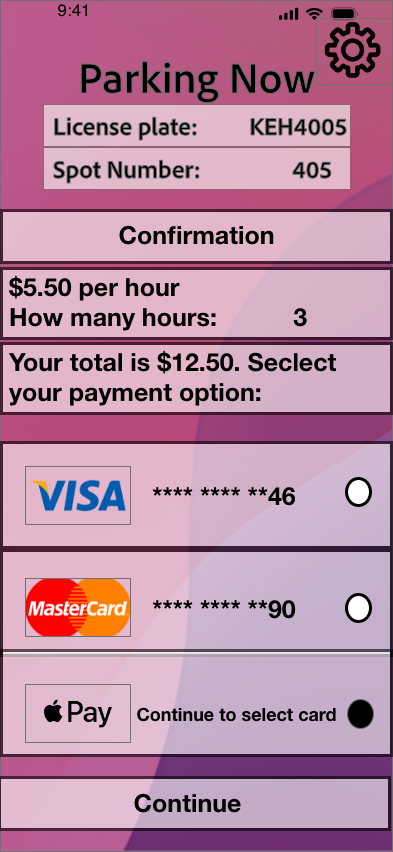 9:41
Parking Now
License plate: KEH4005
Spot Number: 405
Confirmation
$5.50 per hour
How many hours: 3
Your total is $12.50. Seclect
your payment option:
VISA **** **** **46
MasterCard **** **** **90
Pay Continue to select card
Continue